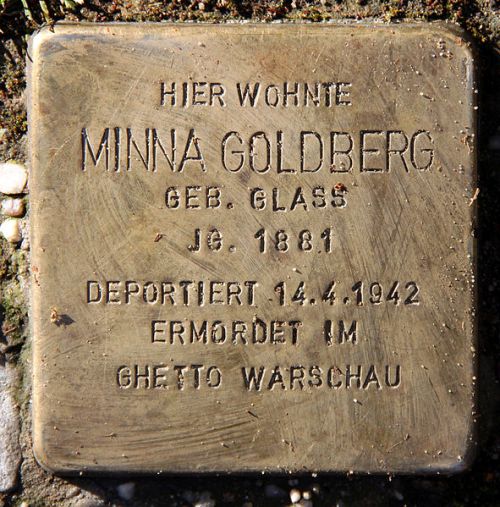 HIER WOHNTE
MINNA GOLDBERG
GEB. GLASS
JG. 1881
DEPORTIERT 14.4.1942
ERMORDET IM
GHETTO WARSCHAU